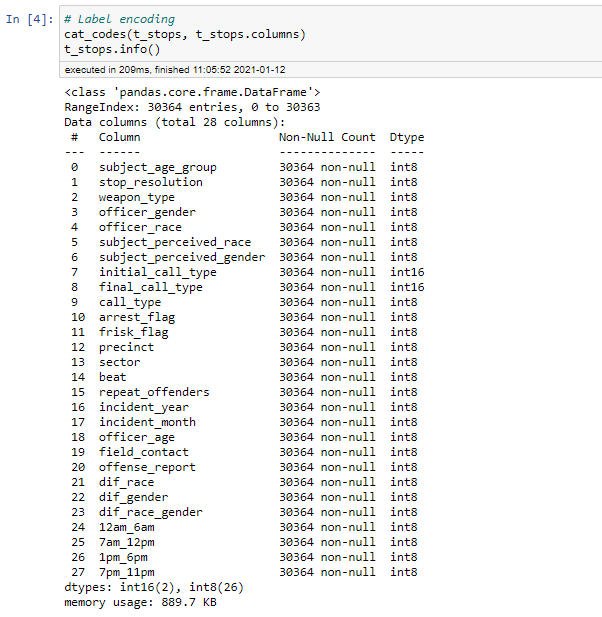 In [4]: # Label encoding
cat_codes(t_stops, t_stops.columns)
t_stops.info()
executed in 209ms, finished 11:05:52 2021-01-12
<class 'pandas.core.frame.DataFrame'>
RangeIndex: 30364 entries, 0 to 30363
Data columns (total 28 columns):
 #   Column                    Non-Null Count  Dtype
---  ------                    --------------  -----
 0   subject_age_group         30364 non-null  int8
 1   stop_resolution           30364 non-null  int8
 2   weapon_type               30364 non-null  int8
 3   officer_gender            30364 non-null  int8
 4   officer_race              30364 non-null  int8
 5   subject_perceived_race    30364 non-null  int8
 6   subject_perceived_gender  30364 non-null  int8
 7   initial_call_type         30364 non-null  int16
 8   final_call_type           30364 non-null  int16
 9   call_type                 30364 non-null  int8
 10  arrest_flag               30364 non-null  int8
 11  frisk_flag                30364 non-null  int8
 12  precinct                  30364 non-null  int8
 13  sector                    30364 non-null  int8
 14  beat                      30364 non-null  int8
 15  repeat_offenders          30364 non-null  int8
 16  incident_year             30364 non-null  int8
 17  incident_month            30364 non-null  int8
 18  officer_age               30364 non-null  int8
 19  field_contact             30364 non-null  int8
 20  offense_report            30364 non-null  int8
 21  dif_race                  30364 non-null  int8
 22  dif_gender                30364 non-null  int8
 23  dif_race_gender           30364 non-null  int8
 24  12am_6am                  30364 non-null  int8
 25  7am_12pm                  30364 non-null  int8
 26  1pm_6pm                   30364 non-null  int8
 27  7pm_11pm                  30364 non-null  int8
dtypes: int16(2), int8(26)
memory usage: 889.7 KB